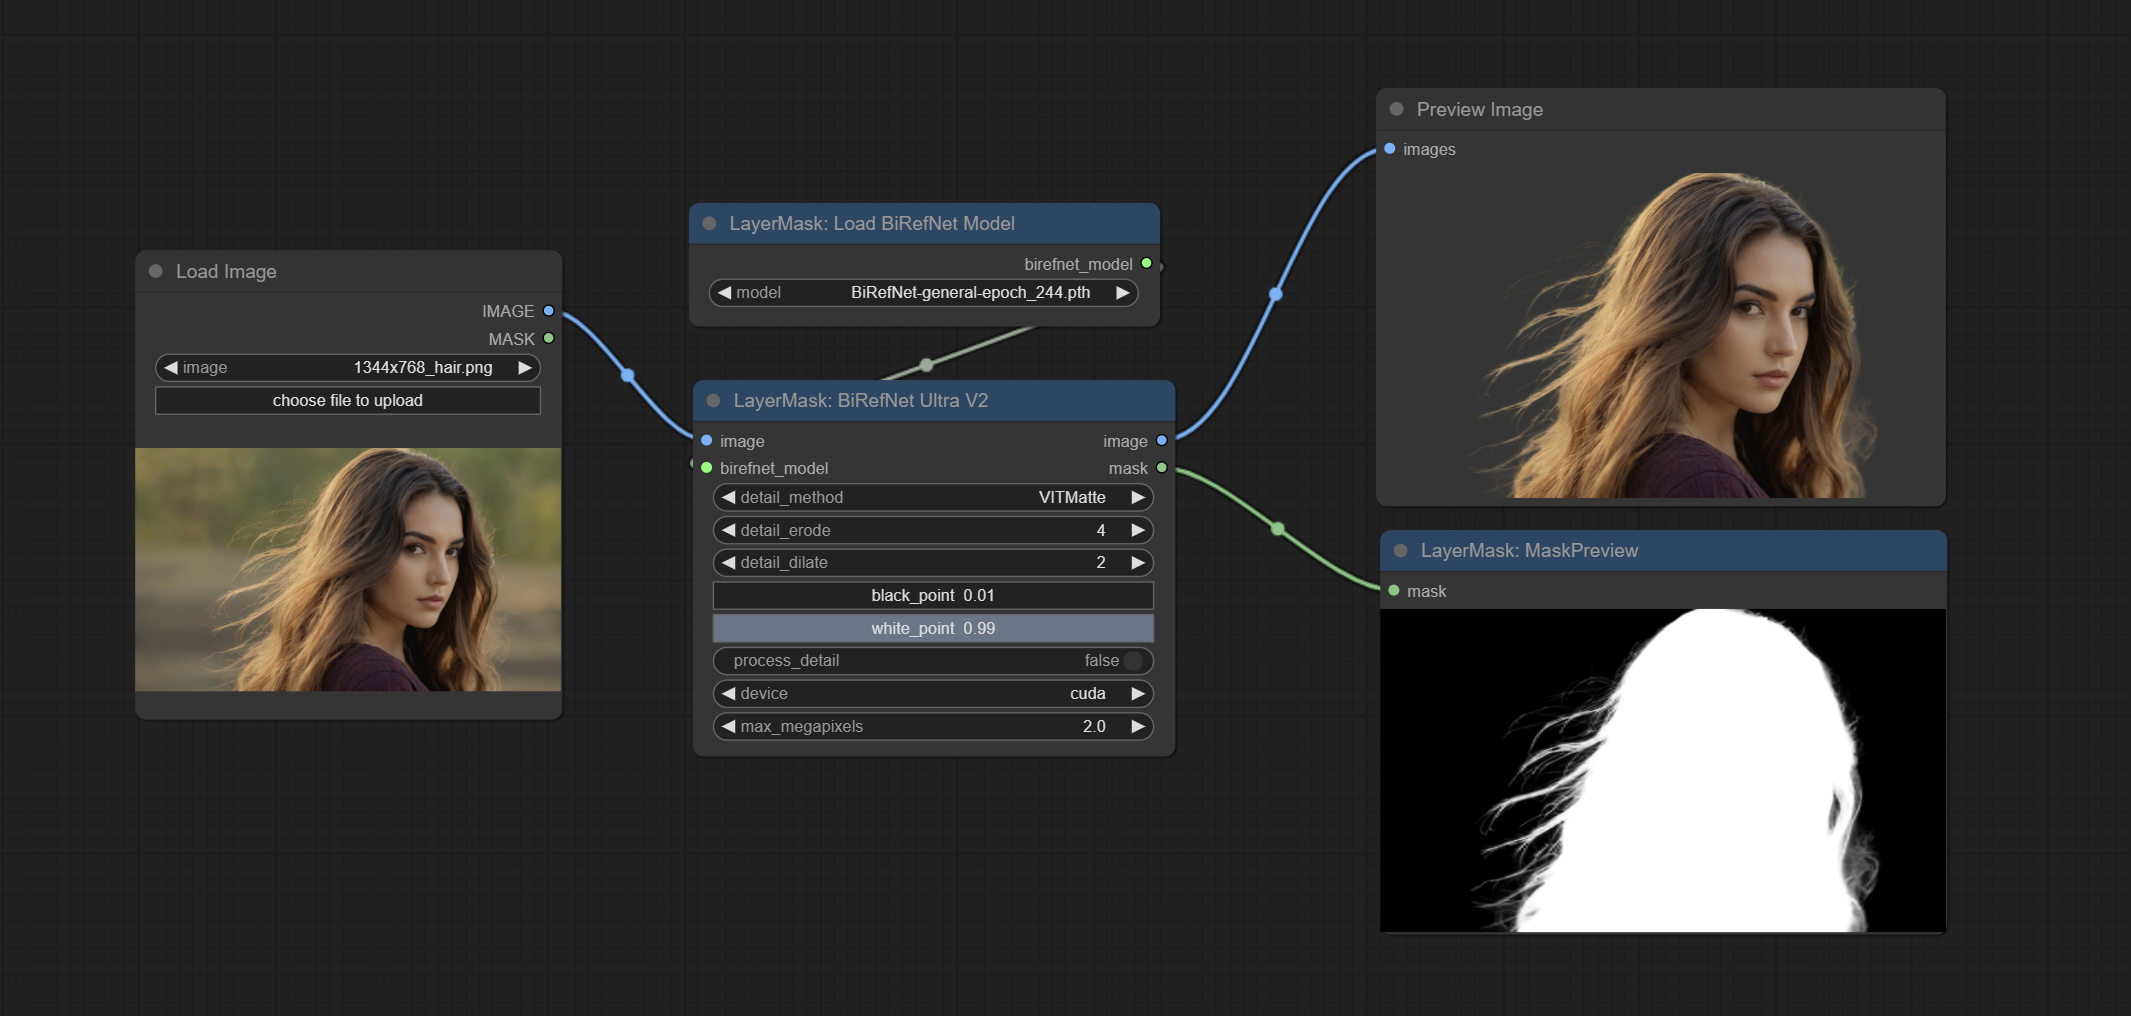 Load Image
IMAGE
MASK
image 1344x768_hair.png
choose file to upload
LayerMask: Load BiRefNet Model
birefnet_model
model BiRefNet-general-epoch_244.pth
LayerMask: BiRefNet Ultra V2
image image
birefnet_model mask
detail_method VITMatte
detail_erode 4
detail_dilate 2
black_point 0.01
white_point 0.99
process_detail false
device cuda
max_megapixels 2.0
Preview Image
images
LayerMask: MaskPreview
mask